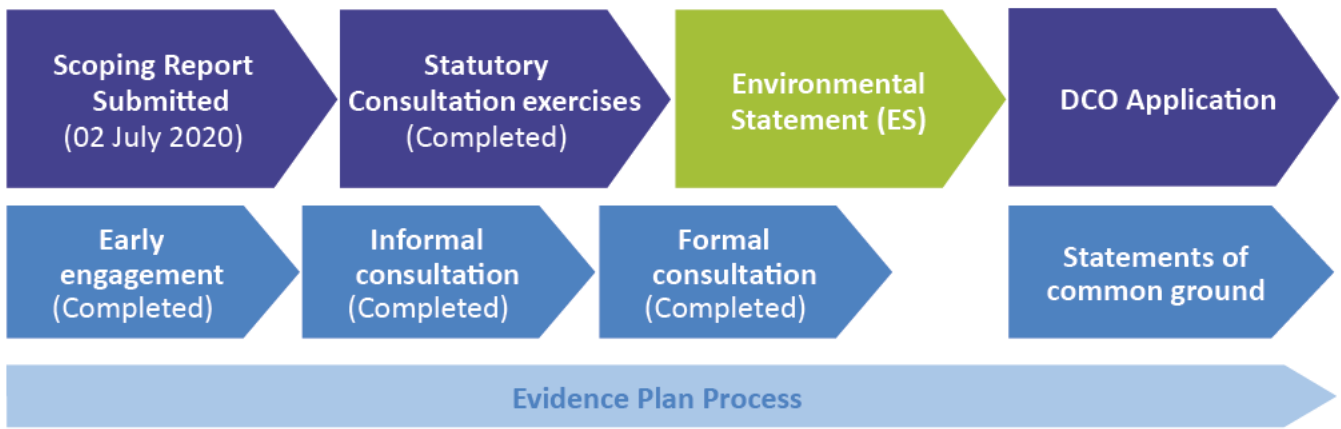 Scoping Report
Submitted
(02 July 2020)
Statutory
Consultation exercises
(Completed)
Environmental
Statement (ES)
DCO Application
Early
engagement
(Completed)
Informal
consultation
(Completed)
Formal
consultation
(Completed)
Statements of
common ground
Evidence Plan Process